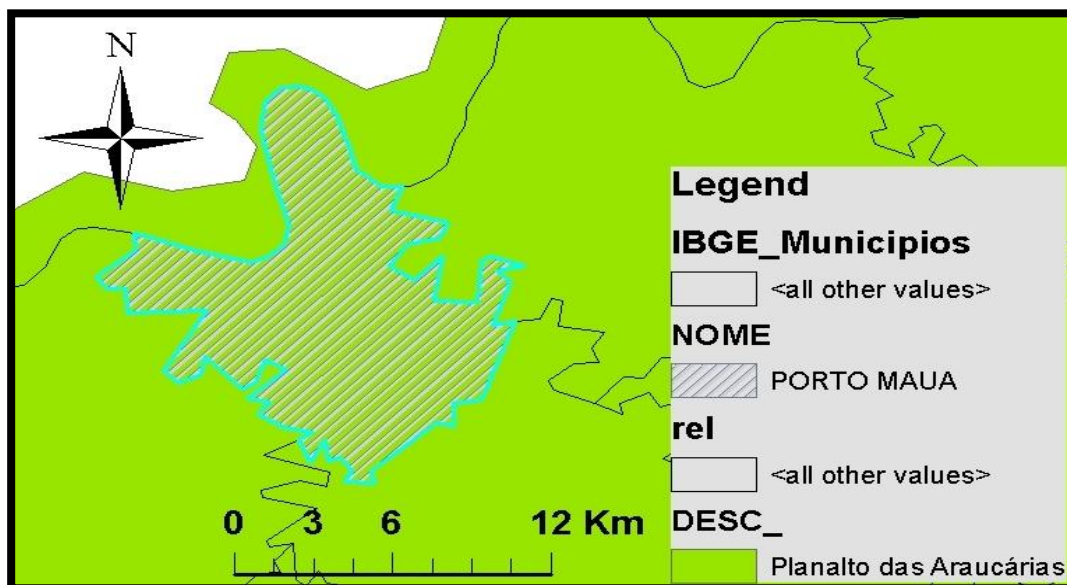 N
Legend
IBGE_Municipios
<all other values>
NOME
PORTO MAUA
rel
<all other values>
DESC_
Planalto das Araucárias
0 3 6 12 Km